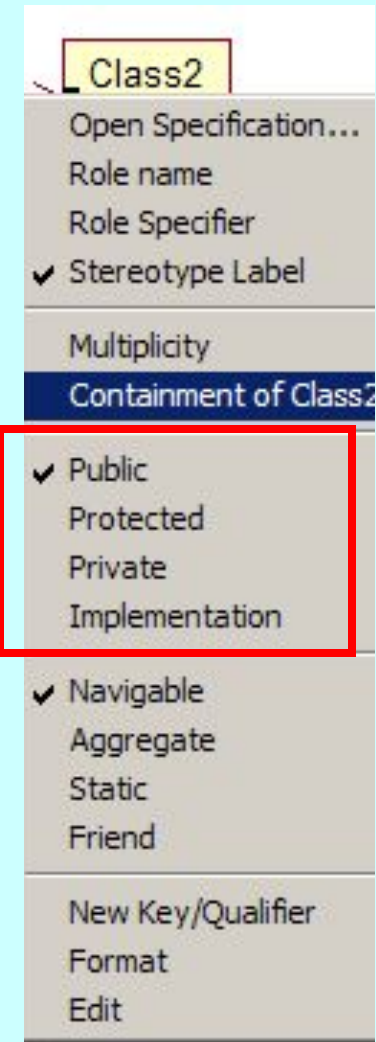 Class2
Open Specification...
Role name
Role Specifier
Stereotype Label
Multiplicity
Containment of Class2
Public
Protected
Private
Implementation
Navigable
Aggregate
Static
Friend
New Key/Qualifier
Format
Edit